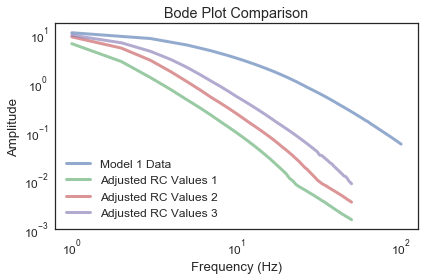 Bode Plot Comparison
10¹
10⁰
10⁻¹
10⁻²
10⁻³
Amplitude
Model 1 Data
Adjusted RC Values 1
Adjusted RC Values 2
Adjusted RC Values 3
10⁰
10¹
10²
Frequency (Hz)